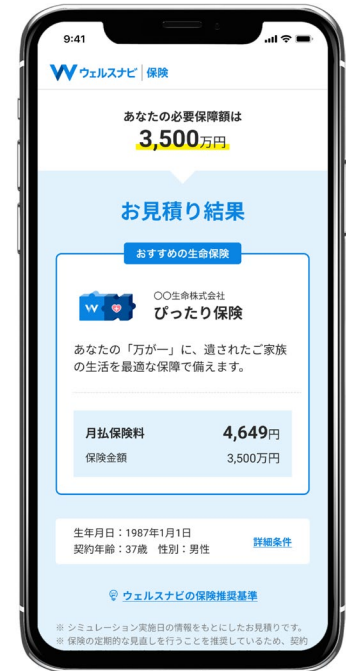 9:41
W ウェルスナビ | 保険
あなたの必要保障額は
3,500万円
お見積り結果
おすすめの生命保険
W
〇〇生命株式会社
ぴったり保険
あなたの「万が一」に、遺されたご家族
の生活を最適な保障で備えます。
月払保険料 4,649円
保険金額 3,500万円
生年月日：1987年1月1日
契約年齢：37歳 性別：男性
詳細条件
ウェルスナビの保険推奨基準
※ シミュレーション実施日の情報をもとにしたお見積りです。
※ 保険の定期的な見直しを行うことを推奨しているため、契約